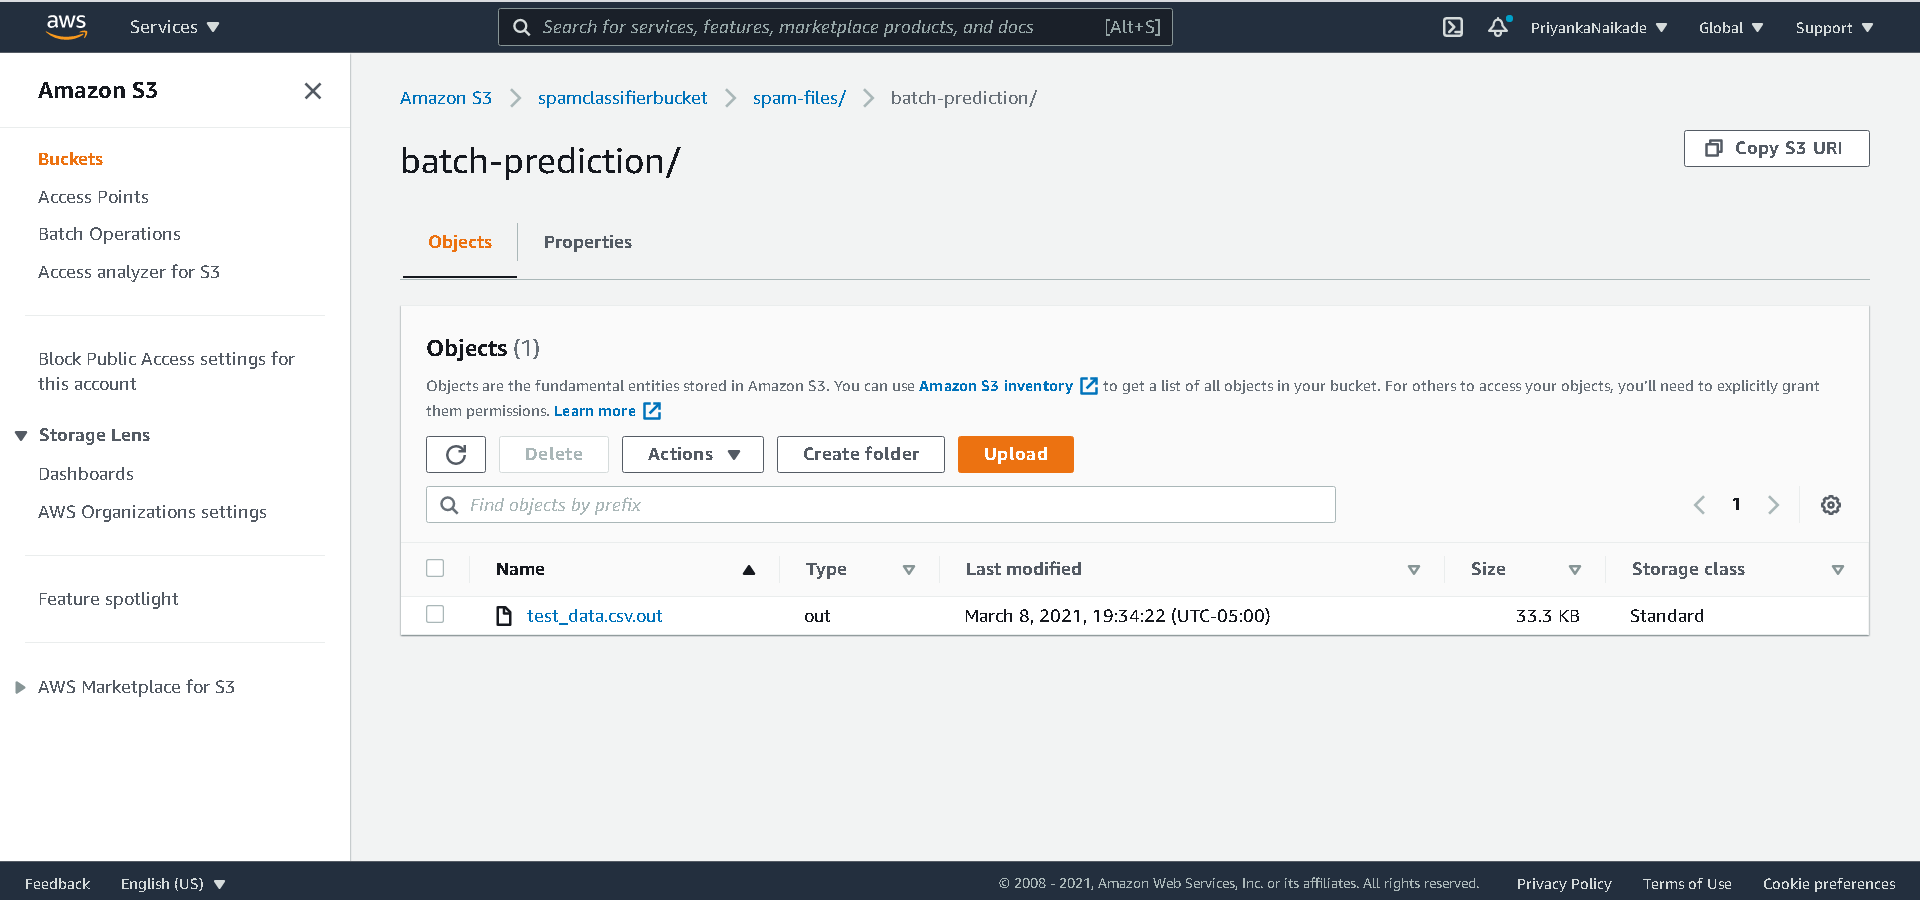 aws
Services
Search for services, features, marketplace products, and docs [Alt+S]
PriyankaNaikade
Global
Support
Amazon S3
Buckets
Access Points
Batch Operations
Access analyzer for S3
Block Public Access settings for
this account
Storage Lens
Dashboards
AWS Organizations settings
Feature spotlight
AWS Marketplace for S3
Amazon S3 > spamclassifierbucket > spam-files/ > batch-prediction/
batch-prediction/
Copy S3 URI
Objects
Properties
Objects (1)
Objects are the fundamental entities stored in Amazon S3. You can use Amazon S3 inventory to get a list of all objects in your bucket. For others to access your objects, you'll need to explicitly grant
them permissions. Learn more
Delete
Actions
Create folder
Upload
Find objects by prefix
1
Name Type Last modified Size Storage class
test_data.csv.out out March 8, 2021, 19:34:22 (UTC-05:00) 33.3 KB Standard
Feedback
English (US)
© 2008 - 2021, Amazon Web Services, Inc. or its affiliates. All rights reserved.
Privacy Policy
Terms of Use
Cookie preferences